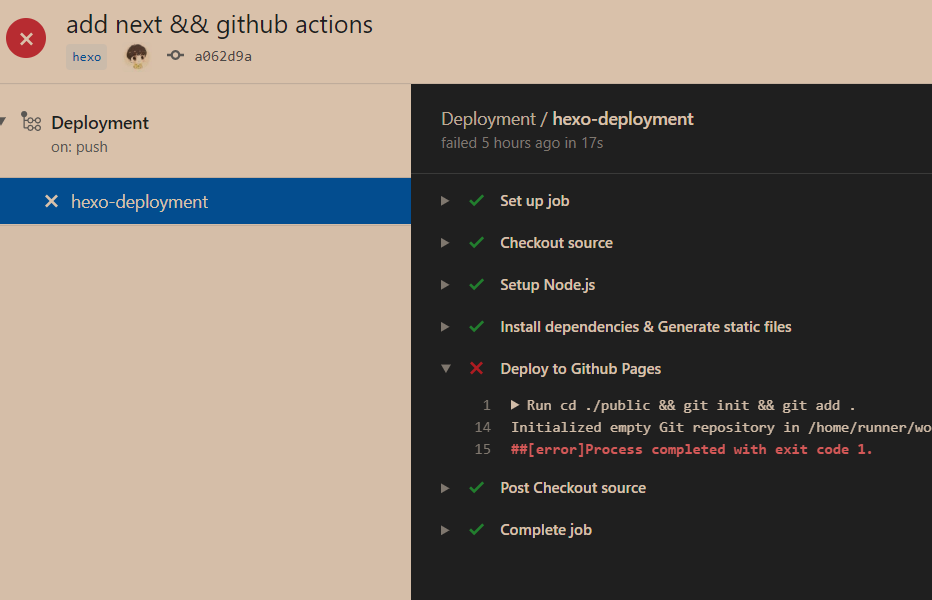 add next && github actions
hexo
a062d9a
Deployment
on: push
hexo-deployment
Deployment / hexo-deployment
failed 5 hours ago in 17s
Set up job
Checkout source
Setup Node.js
Install dependencies & Generate static files
Deploy to Github Pages
1 Run cd ./public && git init && git add .
14 Initialized empty Git repository in /home/runner/wo
15 ##[error]Process completed with exit code 1.
Post Checkout source
Complete job